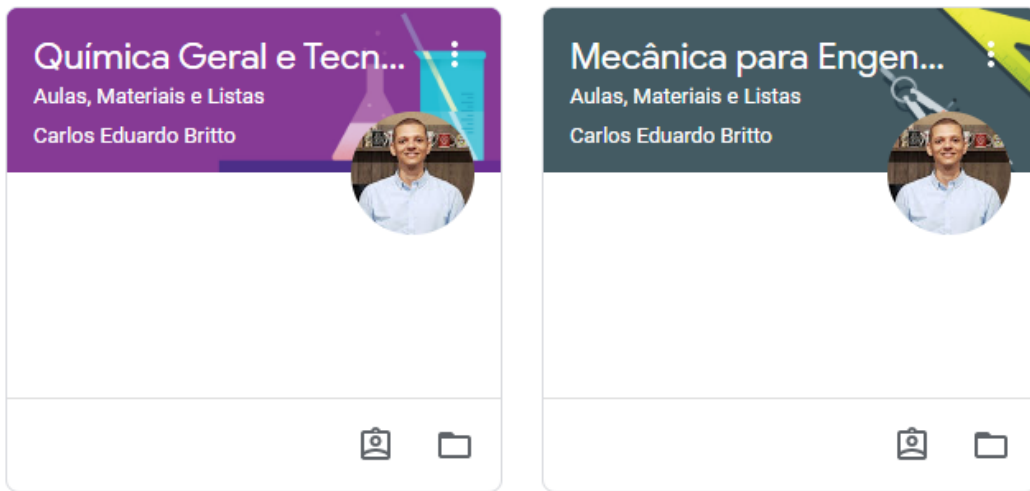 Química Geral e Tecn...
Aulas, Materiais e Listas
Carlos Eduardo Britto
Mecânica para Engen...
Aulas, Materiais e Listas
Carlos Eduardo Britto